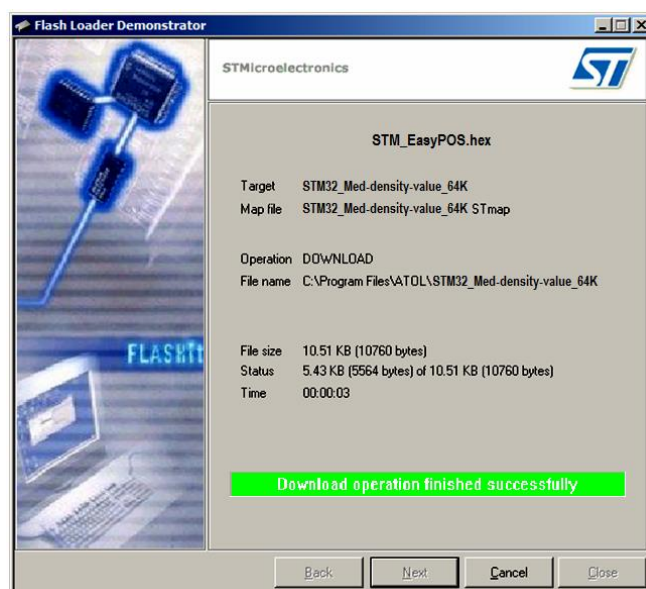 Flash Loader Demonstrator
STMicroelectronics
ST
STM_EasyPOS.hex
Target STM32_Med-density-value_64K
Map file STM32_Med-density-value_64K STmap
Operation DOWNLOAD
File name C:\Program Files\ATOL\STM32_Med-density-value_64K
FLASHit
File size 10.51 KB (10760 bytes)
Status 5.43 KB (5564 bytes) of 10.51 KB (10760 bytes)
Time 00:00:03
Download operation finished successfully
Back Next Cancel Close